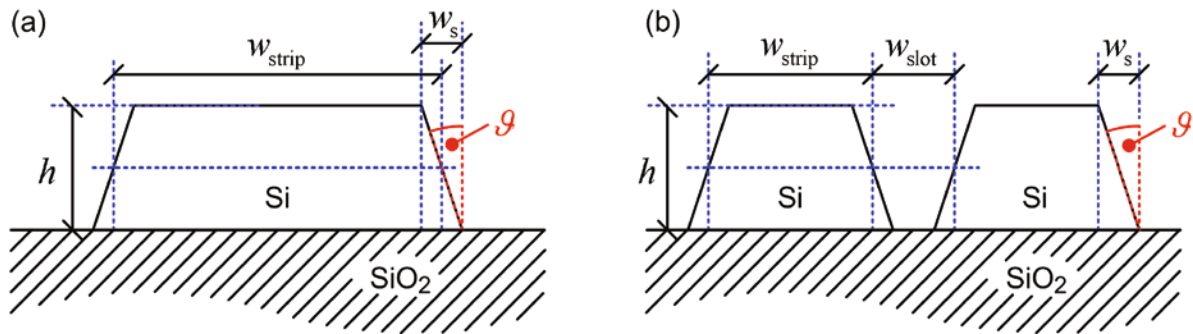 (a)
w_s
w_strip
h
ϑ
Si
SiO₂
(b)
w_strip
w_slot
w_s
h
ϑ
Si
Si
SiO₂